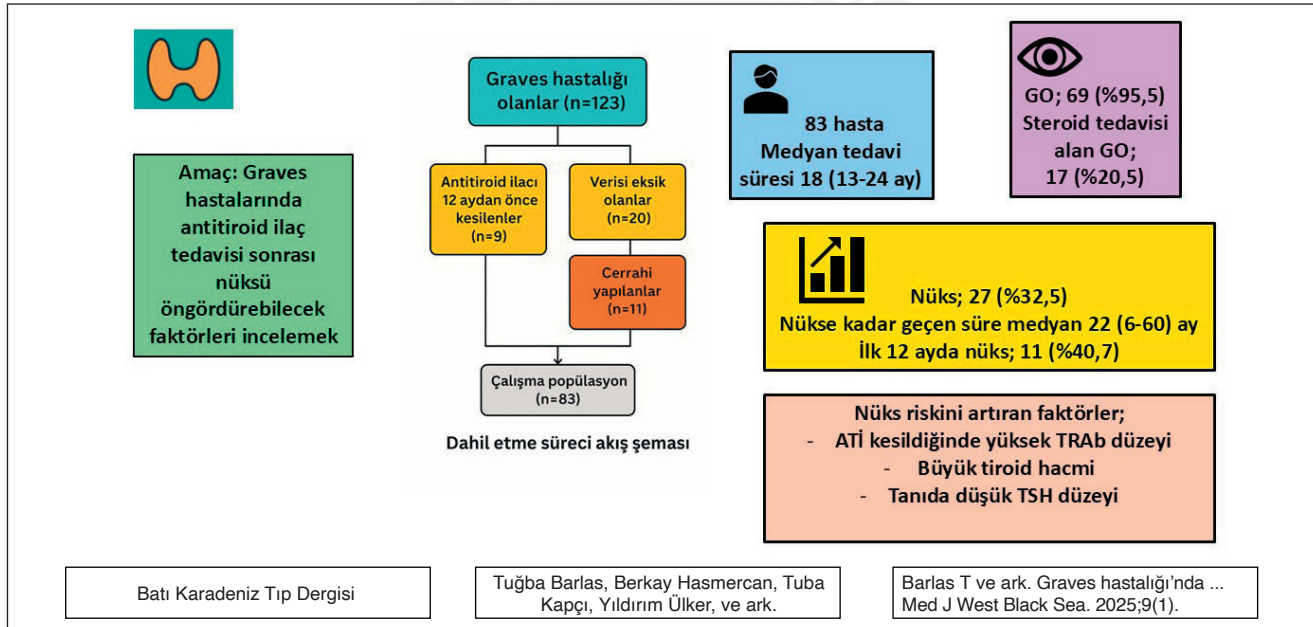 Amaç: Graves
hastalarında
antitiroid ilaç
tedavisi sonrası
nüksü
öngördürebilecek
faktörleri incelemek
Graves hastalığı
olanlar (n=123)
Antitiroid ilacı
12 aydan önce
kesilenler
(n=9)
Verisi eksik
olanlar
(n=20)
Cerrahi
yapılanlar
(n=11)
Çalışma popülasyon
(n=83)
Dahil etme süreci akış şeması
83 hasta
Medyan tedavi
süresi 18 (13-24 ay)
GO; 69 (%95,5)
Steroid tedavisi
alan GO;
17 (%20,5)
Nüks; 27 (%32,5)
Nükse kadar geçen süre medyan 22 (6-60) ay
İlk 12 ayda nüks; 11 (%40,7)
Nüks riskini artıran faktörler;
- ATİ kesildiğinde yüksek TRAb düzeyi
- Büyük tiroid hacmi
- Tanıda düşük TSH düzeyi
Batı Karadeniz Tıp Dergisi
Tuğba Barlas, Berkay Hasmercan, Tuba
Kapçı, Yıldırım Ülker, ve ark.
Barlas T ve ark. Graves hastalığı’nda ...
Med J West Black Sea. 2025;9(1).